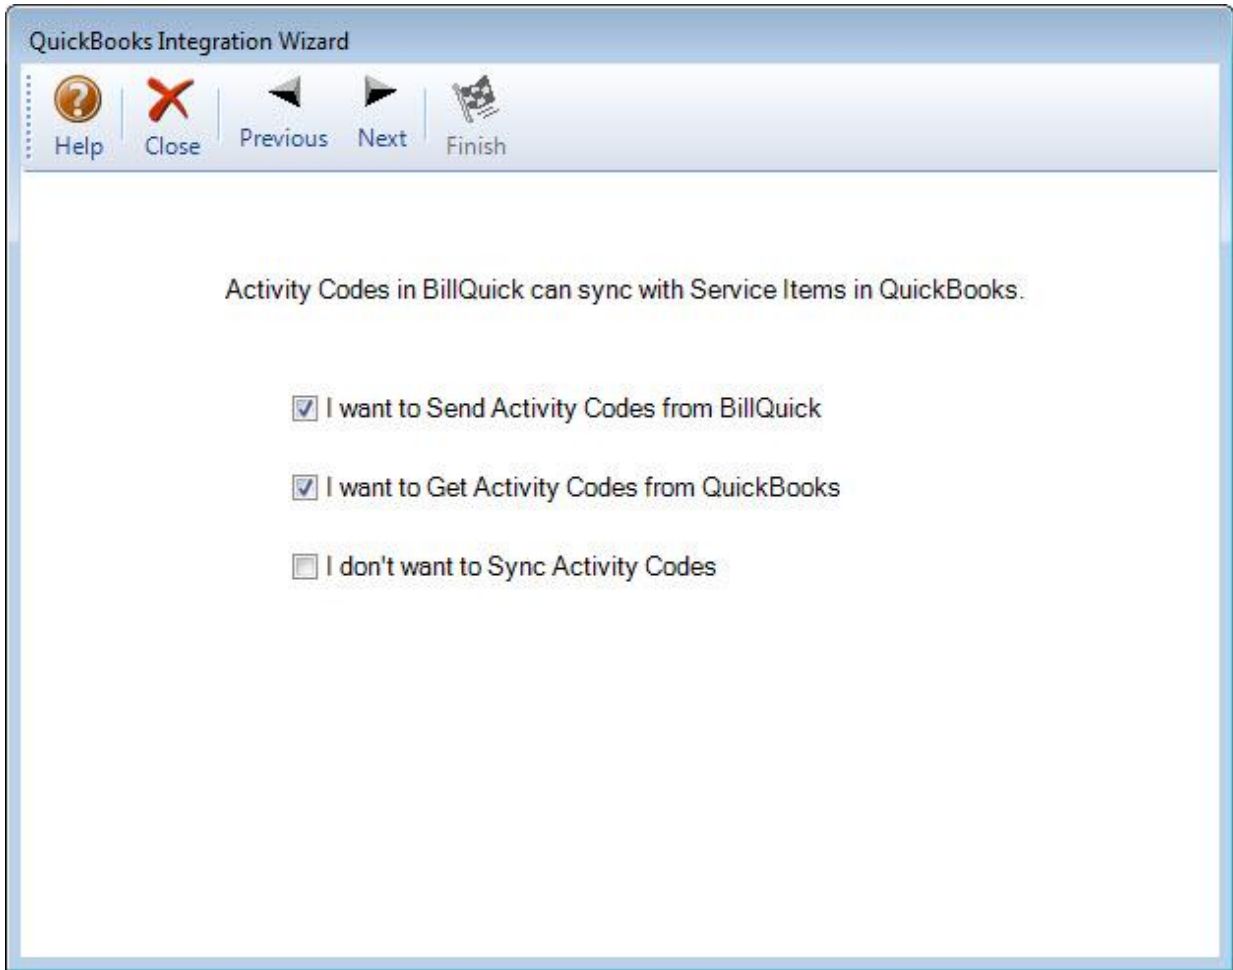 QuickBooks Integration Wizard
Help Close Previous Next Finish
Activity Codes in BillQuick can sync with Service Items in QuickBooks.
I want to Send Activity Codes from BillQuick
I want to Get Activity Codes from QuickBooks
I don't want to Sync Activity Codes